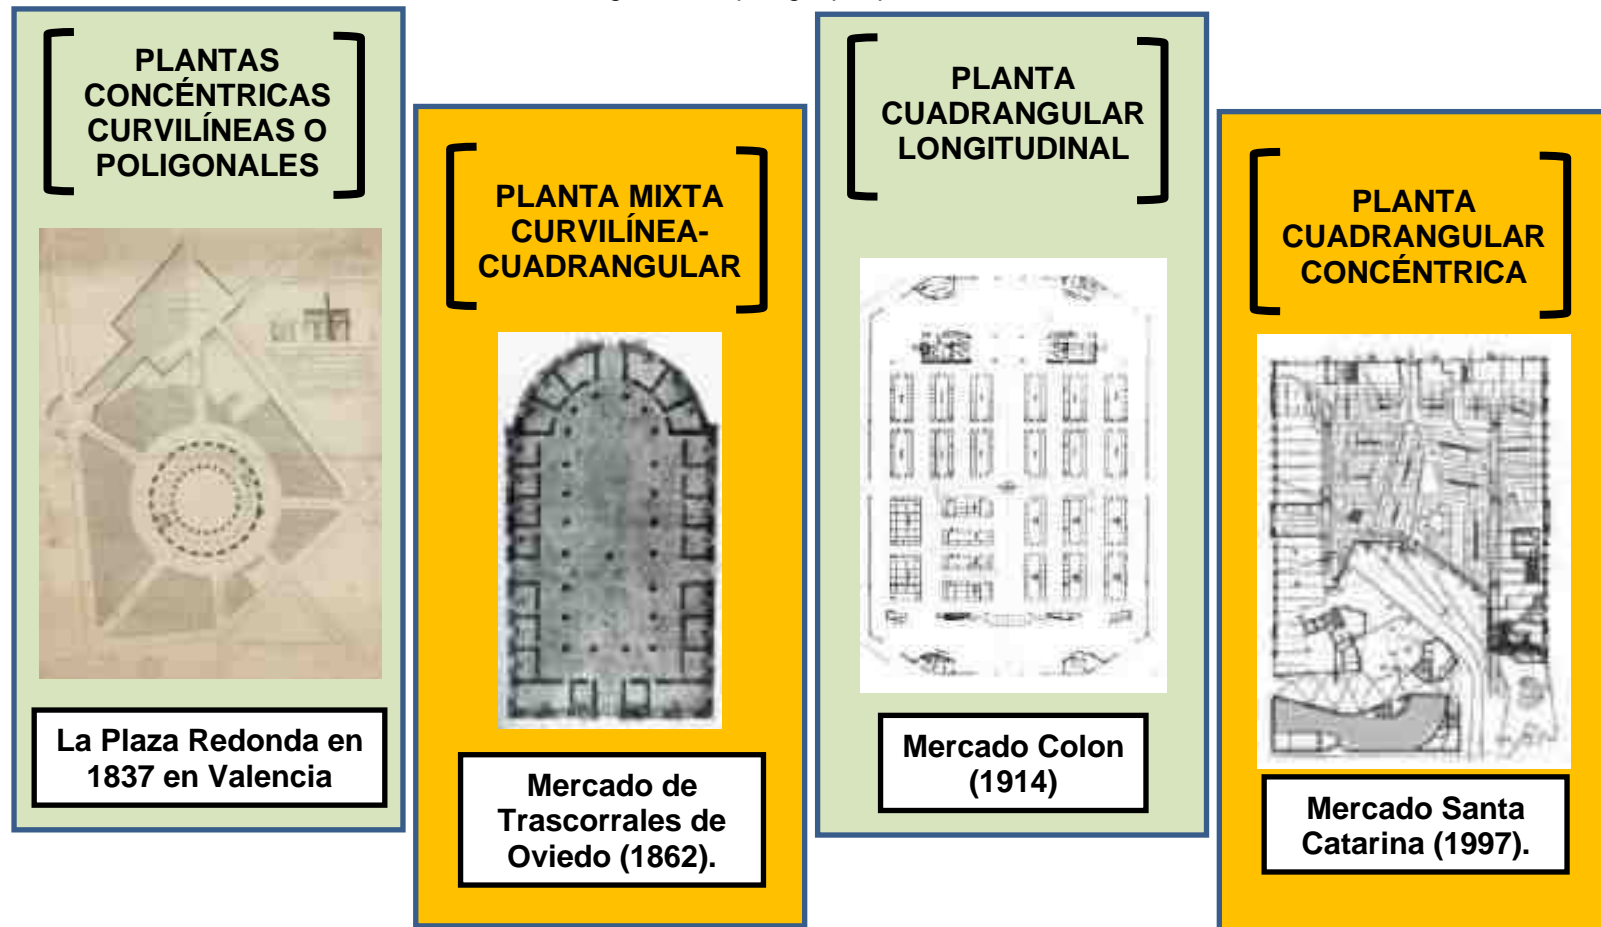 PLANTAS
CONCÉNTRICAS
CURVILÍNEAS O
POLIGONALES
La Plaza Redonda en
1837 en Valencia
PLANTA MIXTA
CURVILÍNEA-
CUADRANGULAR
Mercado de
Trascorrales de
Oviedo (1862).
PLANTA
CUADRANGULAR
LONGITUDINAL
Mercado Colon
(1914)
PLANTA
CUADRANGULAR
CONCÉNTRICA
Mercado Santa
Catarina (1997).